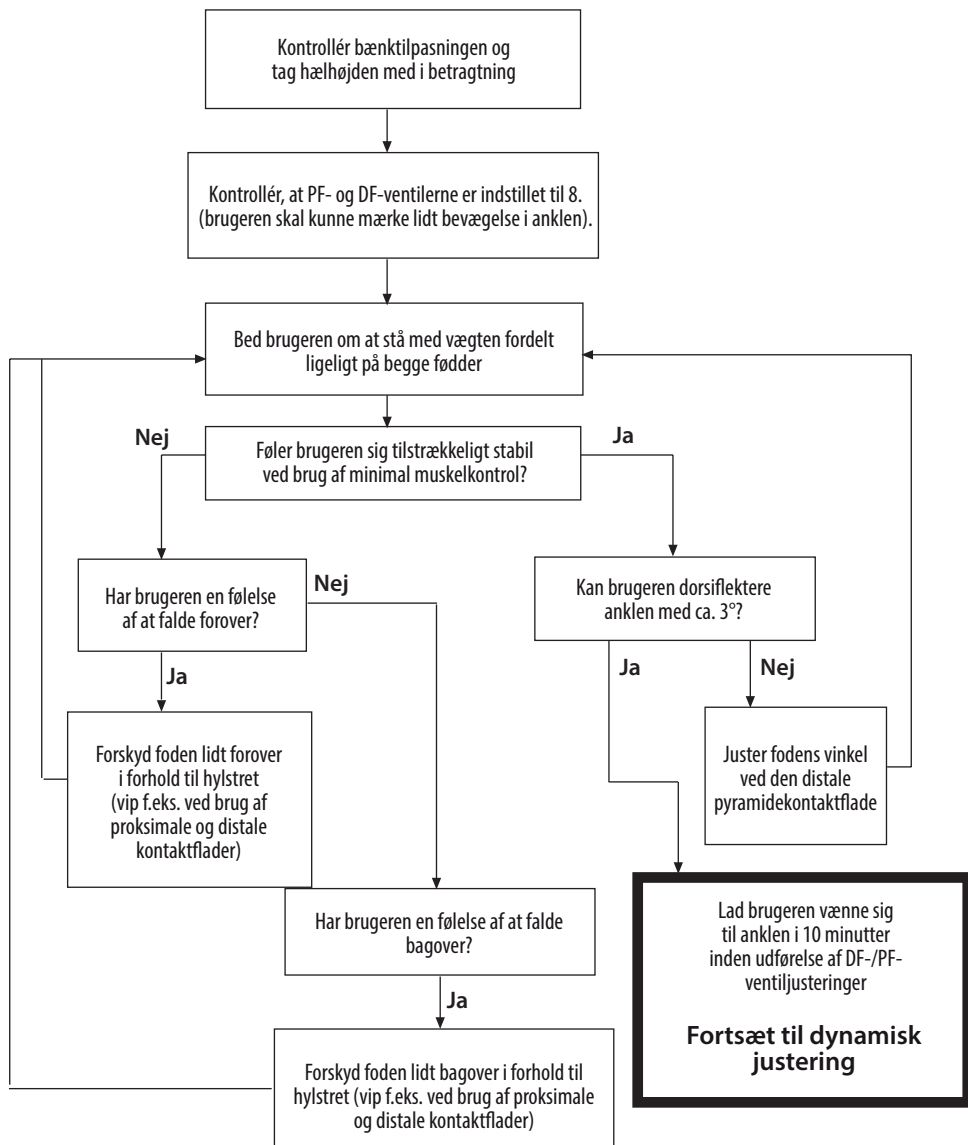 Kontrollér bænktilpasningen og
tag hælhøjden med i betragtning
Kontrollér, at PF- og DF-ventilerne er indstillet til 8.
(brugeren skal kunne mærke lidt bevægelse i anklen).
Bed brugeren om at stå med vægten fordelt
ligeligt på begge fødder
Føler brugeren sig tilstrækkeligt stabil
ved brug af minimal muskelkontrol?
Nej
Ja
Har brugeren en følelse
af at falde forover?
Nej
Ja
Kan brugeren dorsiflektere
anklen med ca. 3°?
Ja
Nej
Forskyd foden lidt forover
i forhold til hylstret
(vip f.eks. ved brug af
proksimale og distale
kontaktflader)
Juster fodens vinkel
ved den distale
pyramidekontaktflade
Har brugeren en følelse af at falde
bagover?
Ja
Forskyd foden lidt bagover i forhold til
hylstret (vip f.eks. ved brug af proksimale
og distale kontaktflader)
Lad brugeren vænne sig
til anklen i 10 minutter
inden udførelse af DF-/PF-
ventiljusteringer
Fortsæt til dynamisk
justering